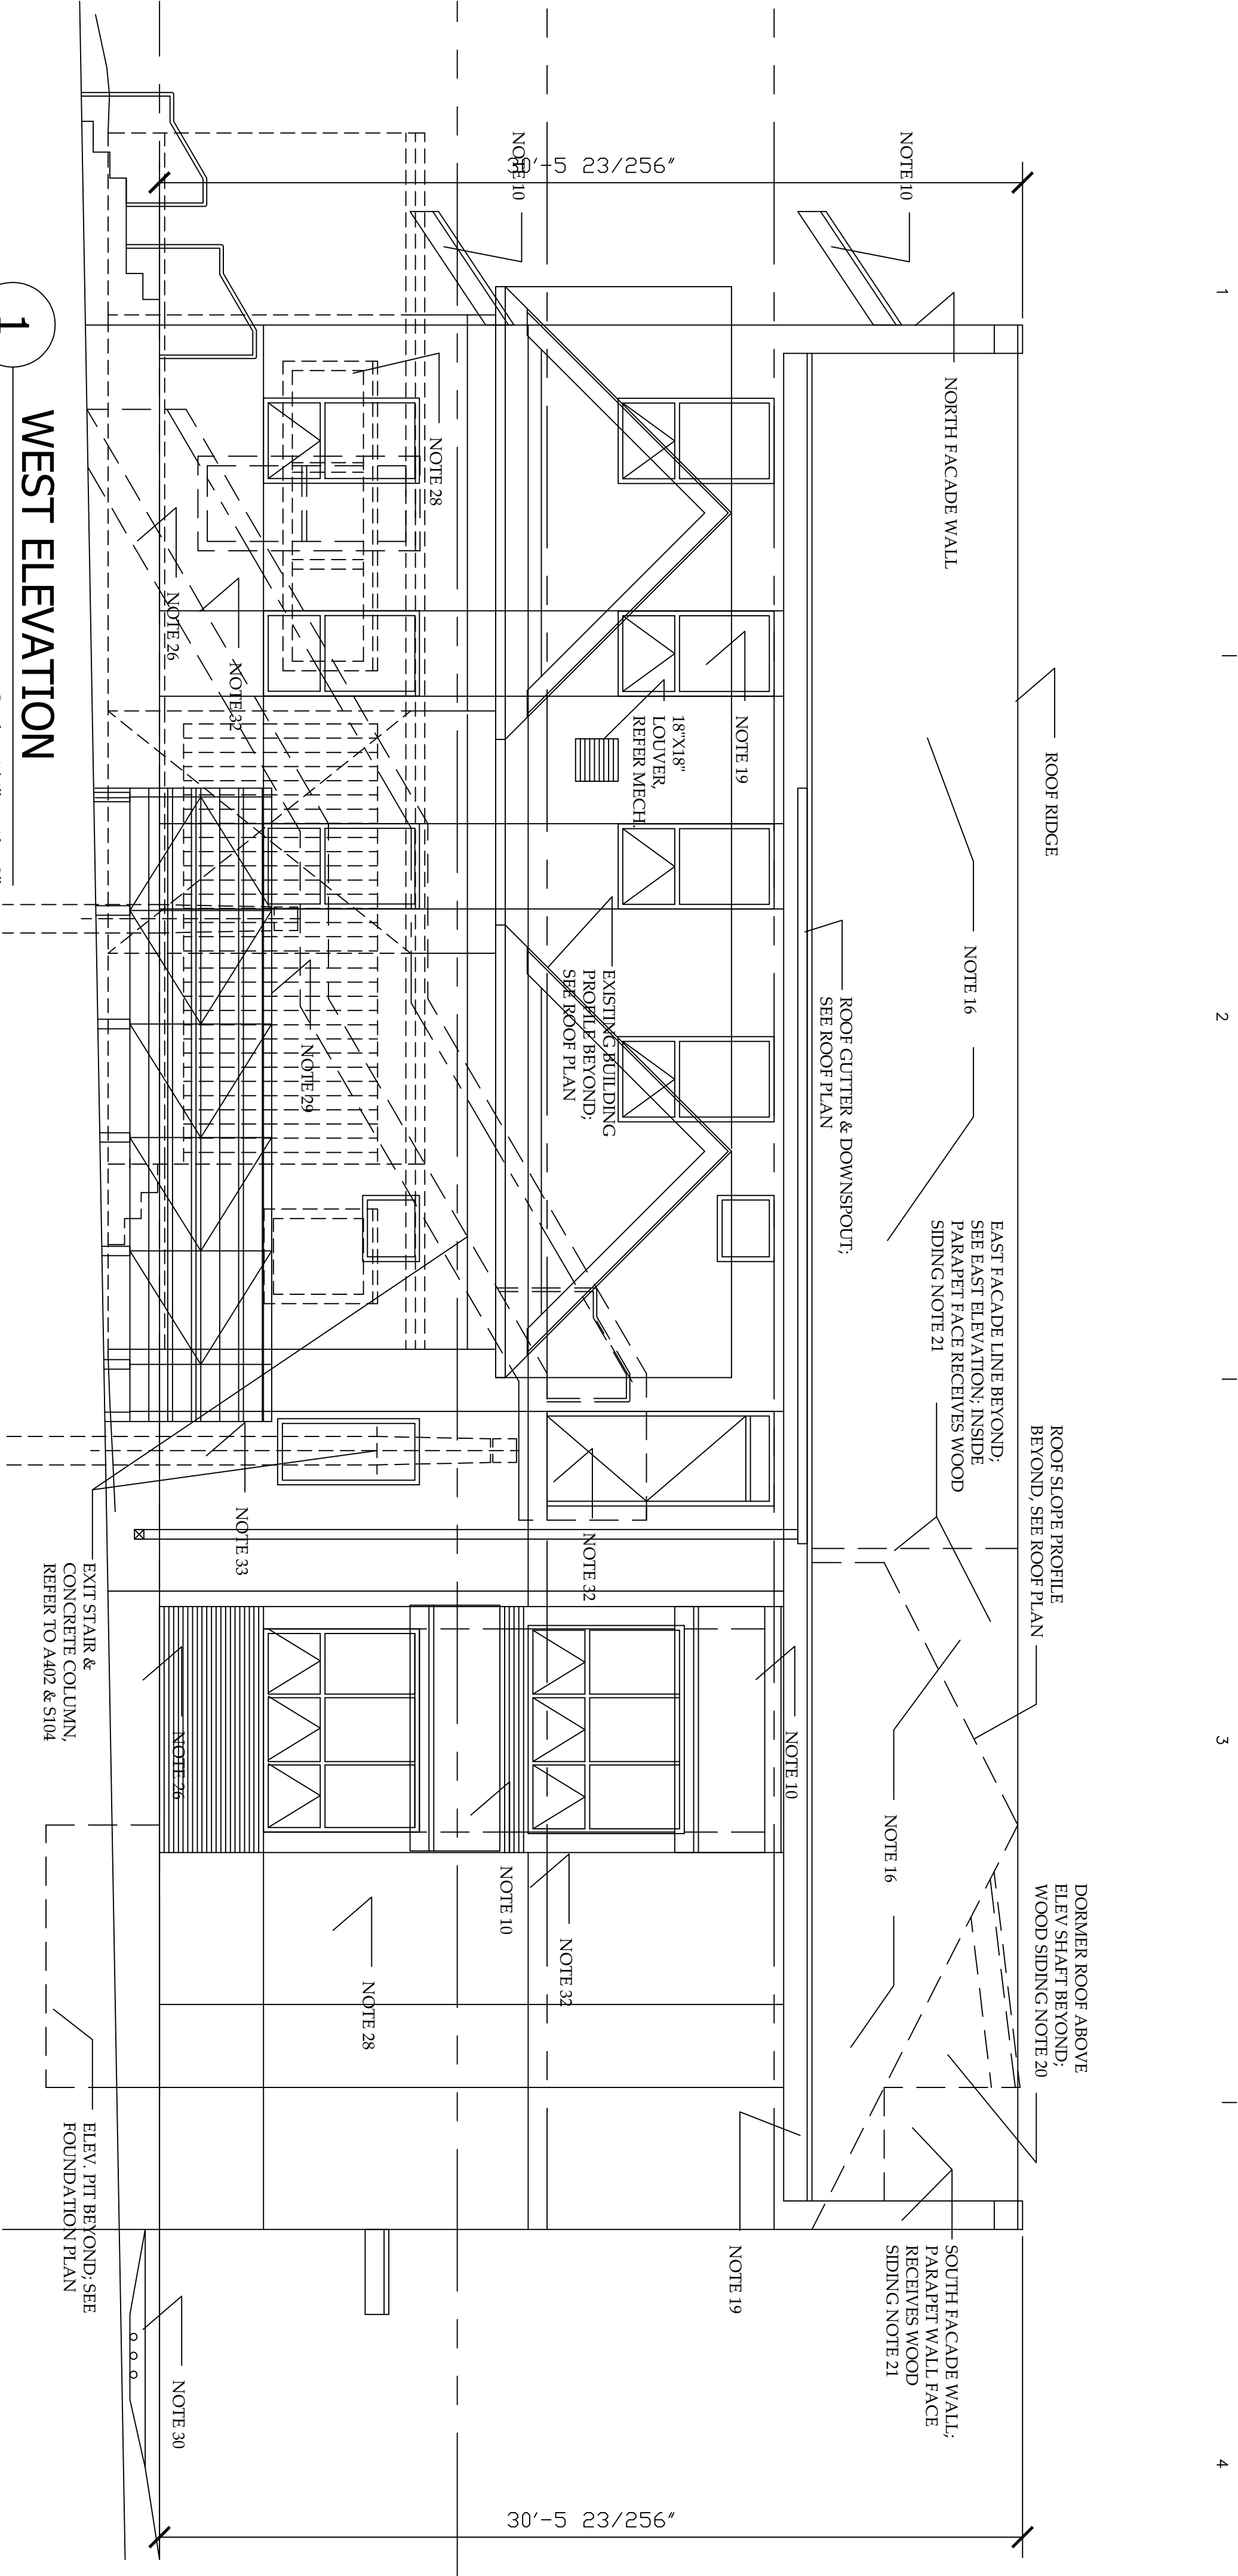 1
2
3
4
ROOF RIDGE
ROOF SLOPE PROFILE
BEYOND, SEE ROOF PLAN
DORMER ROOF ABOVE
ELEV SHAFT BEYOND;
WOOD SIDING NOTE 20
NOTE 10
NORTH FACADE WALL
NOTE 16
EAST FACADE LINE BEYOND;
SEE EAST ELEVATION; INSIDE
PARAPET FACE RECEIVES WOOD
SIDING NOTE 21
NOTE 16
SOUTH FACADE WALL;
PARAPET WALL FACE
RECEIVES WOOD
SIDING NOTE 21
ROOF GUTTER & DOWNSPOUT;
SEE ROOF PLAN
NOTE 10
NOTE 19
NOTE 19
18"X18"
LOUVER,
REFER MECH.
EXISTING BUILDING
PROFILE BEYOND;
SEE ROOF PLAN
NOTE 32
NOTE 32
30'-5 23/256"
30'-5 23/256"
NOTE 10
NOTE 10
NOTE 28
NOTE 28
NOTE 29
NOTE 32
NOTE 33
NOTE 26
NOTE 26
NOTE 30
EXIT STAIR &
CONCRETE COLUMN,
REFER TO A402 & S104
ELEV. PIT BEYOND; SEE
FOUNDATION PLAN
1
WEST ELEVATION